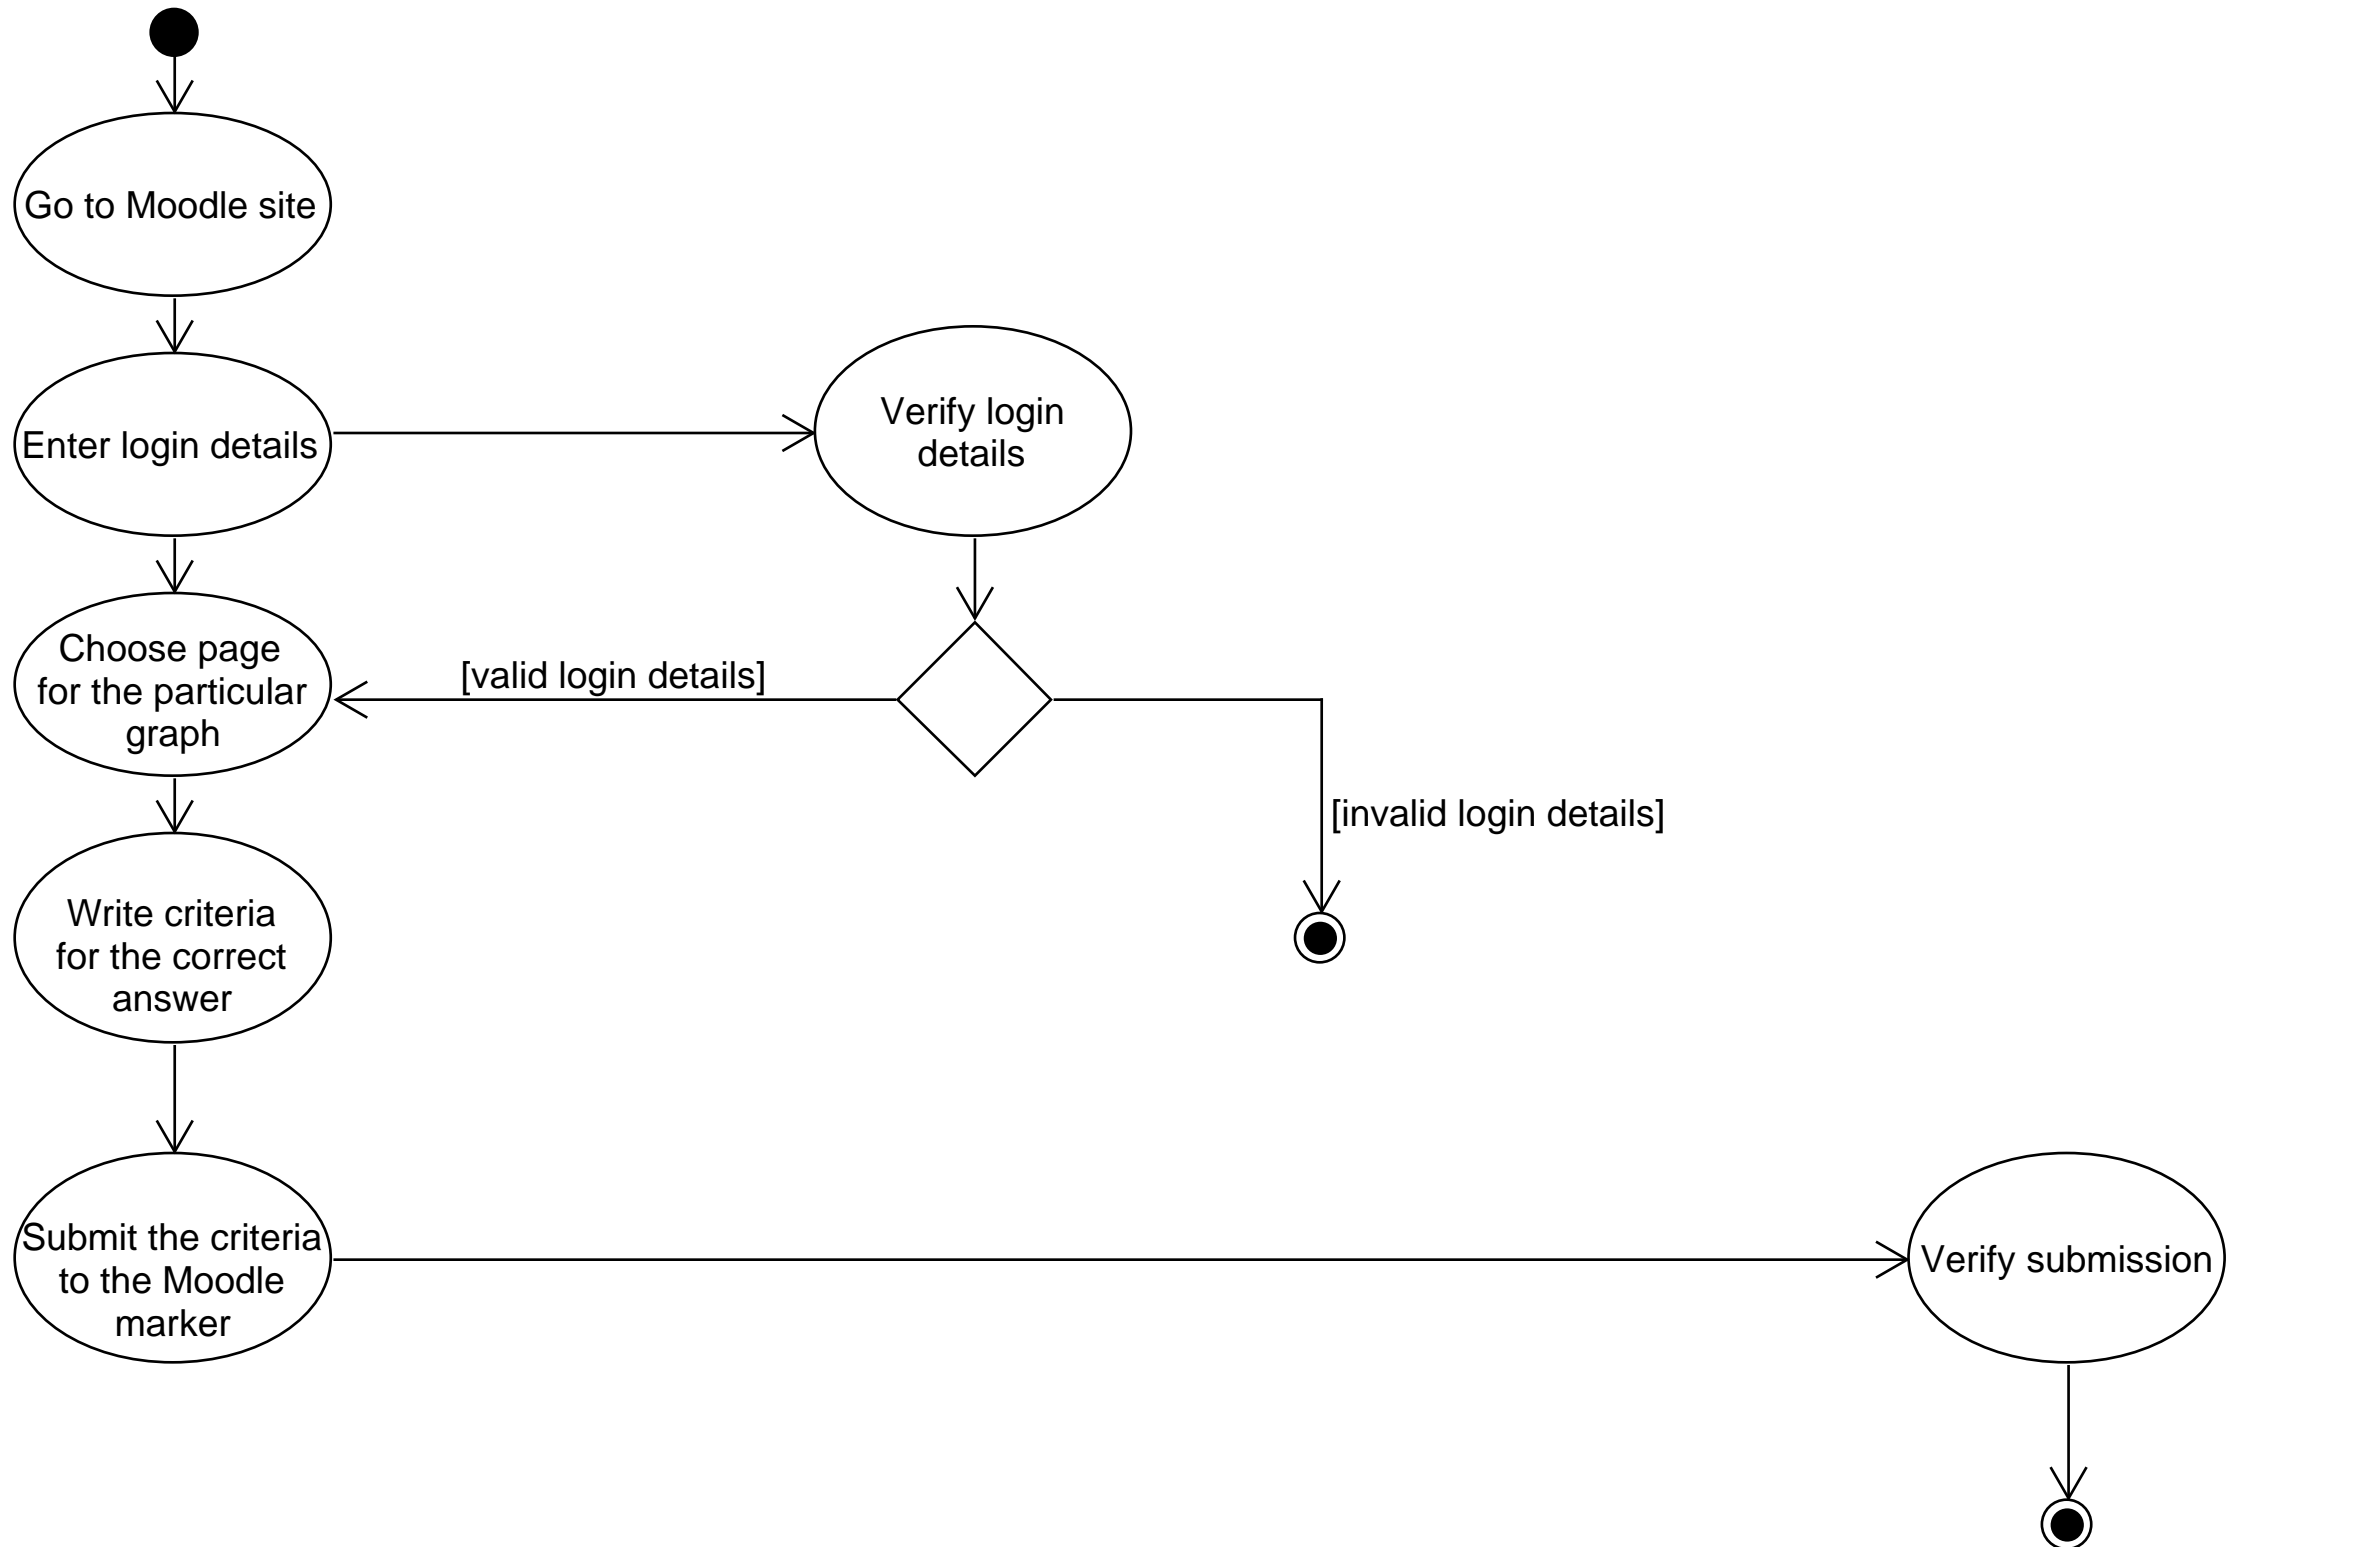 Go to Moodle site
Enter login details
Verify login
details
Choose page
for the particular
graph
[valid login details]
[invalid login details]
Write criteria
for the correct
answer
Submit the criteria
to the Moodle
marker
Verify submission